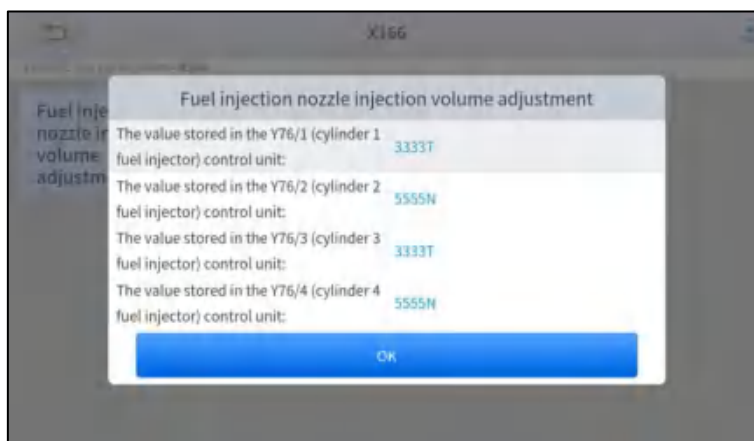 X166
Fuel inje
nozzle in
volume
adjustm
Fuel injection nozzle injection volume adjustment
The value stored in the Y76/1 (cylinder 1
fuel injector) control unit:
3333T
The value stored in the Y76/2 (cylinder 2
fuel injector) control unit:
5555N
The value stored in the Y76/3 (cylinder 3
fuel injector) control unit:
3333T
The value stored in the Y76/4 (cylinder 4
fuel injector) control unit:
5555N
OK